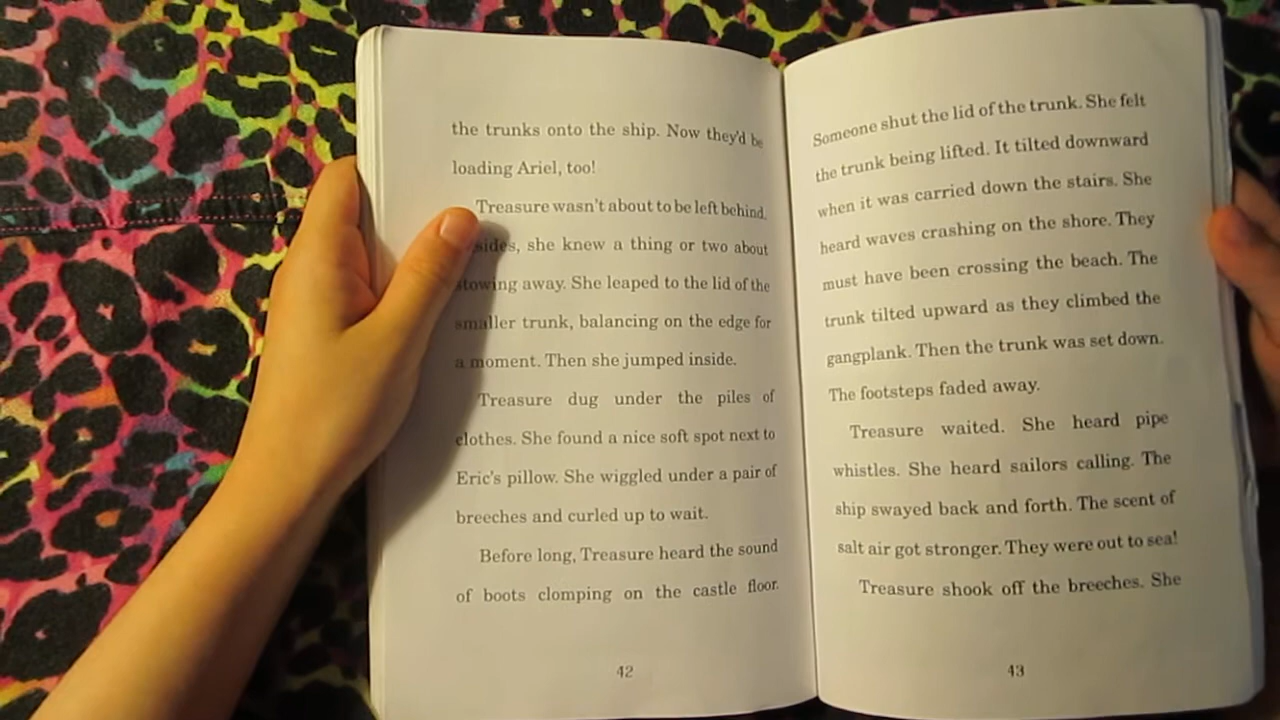 the trunks onto the ship. Now they'd be
loading Ariel, too!
Treasure wasn't about to be left behind.
sides, she knew a thing or two about
stowing away. She leaped to the lid of the
smaller trunk, balancing on the edge for
a moment. Then she jumped inside.
Treasure dug under the piles of
clothes. She found a nice soft spot next to
Eric's pillow. She wiggled under a pair of
breeches and curled up to wait.
Before long, Treasure heard the sound
of boots clomping on the castle floor.
42
Someone shut the lid of the trunk. She felt
the trunk being lifted. It tilted downward
when it was carried down the stairs. She
heard waves crashing on the shore. They
must have been crossing the beach. The
trunk tilted upward as they climbed the
gangplank. Then the trunk was set down.
The footsteps faded away.
Treasure waited. She heard pipe
whistles. She heard sailors calling. The
ship swayed back and forth. The scent of
salt air got stronger. They were out to sea!
Treasure shook off the breeches. She
43